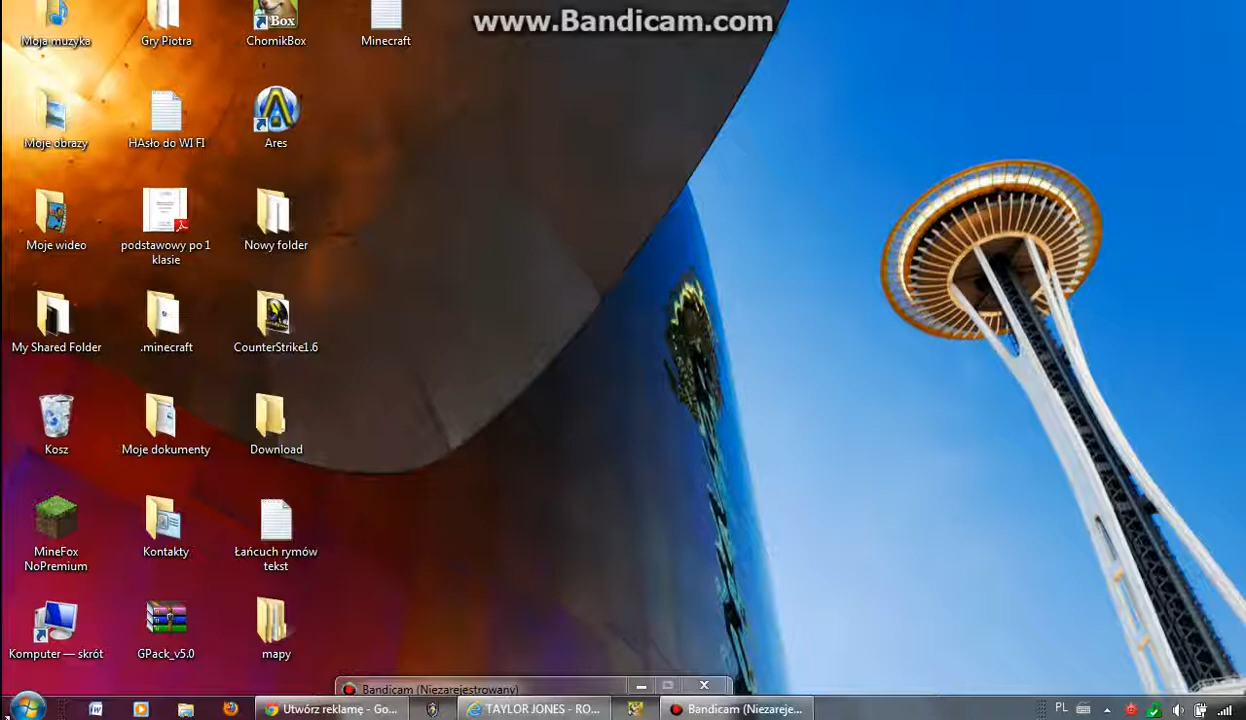 www.Bandicam.com
Moja muzyka
Gry Piotra
Box
ChomikBox
Minecraft
Moje obrazy
HAsło do WI FI
Ares
Moje wideo
podstawowy po 1
klasie
Nowy folder
My Shared Folder
.minecraft
CounterStrike1.6
Kosz
Moje dokumenty
Download
MineFox
NoPremium
Kontakty
Łańcuch rymów
tekst
Komputer — skrót
GPack_v5.0
mapy
Bandicam (Niezarejestrowany)
Utwórz reklamę - Go...
TAYLOR JONES - RO...
Bandicam (Niezareje...
PL